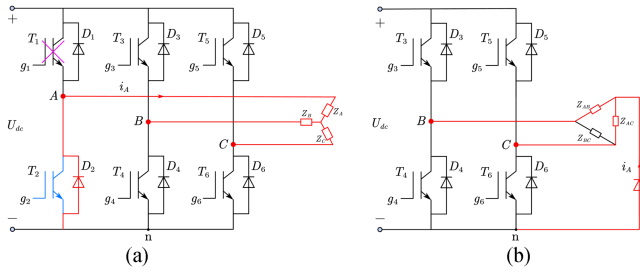 + T1 D1 T3 D3 T5 D5
g1 g3 g5
A iA ZA
Udc B ZB
C ZC
T2 D2 T4 D4 T6 D6
g2 g4 g6
− n
(a)
+ T3 D3 T5 D5
g3 g5
ZAB
Udc B ZAC
ZBC
C
T4 D4 T6 D6 iA
g4 g6
− n
(b)